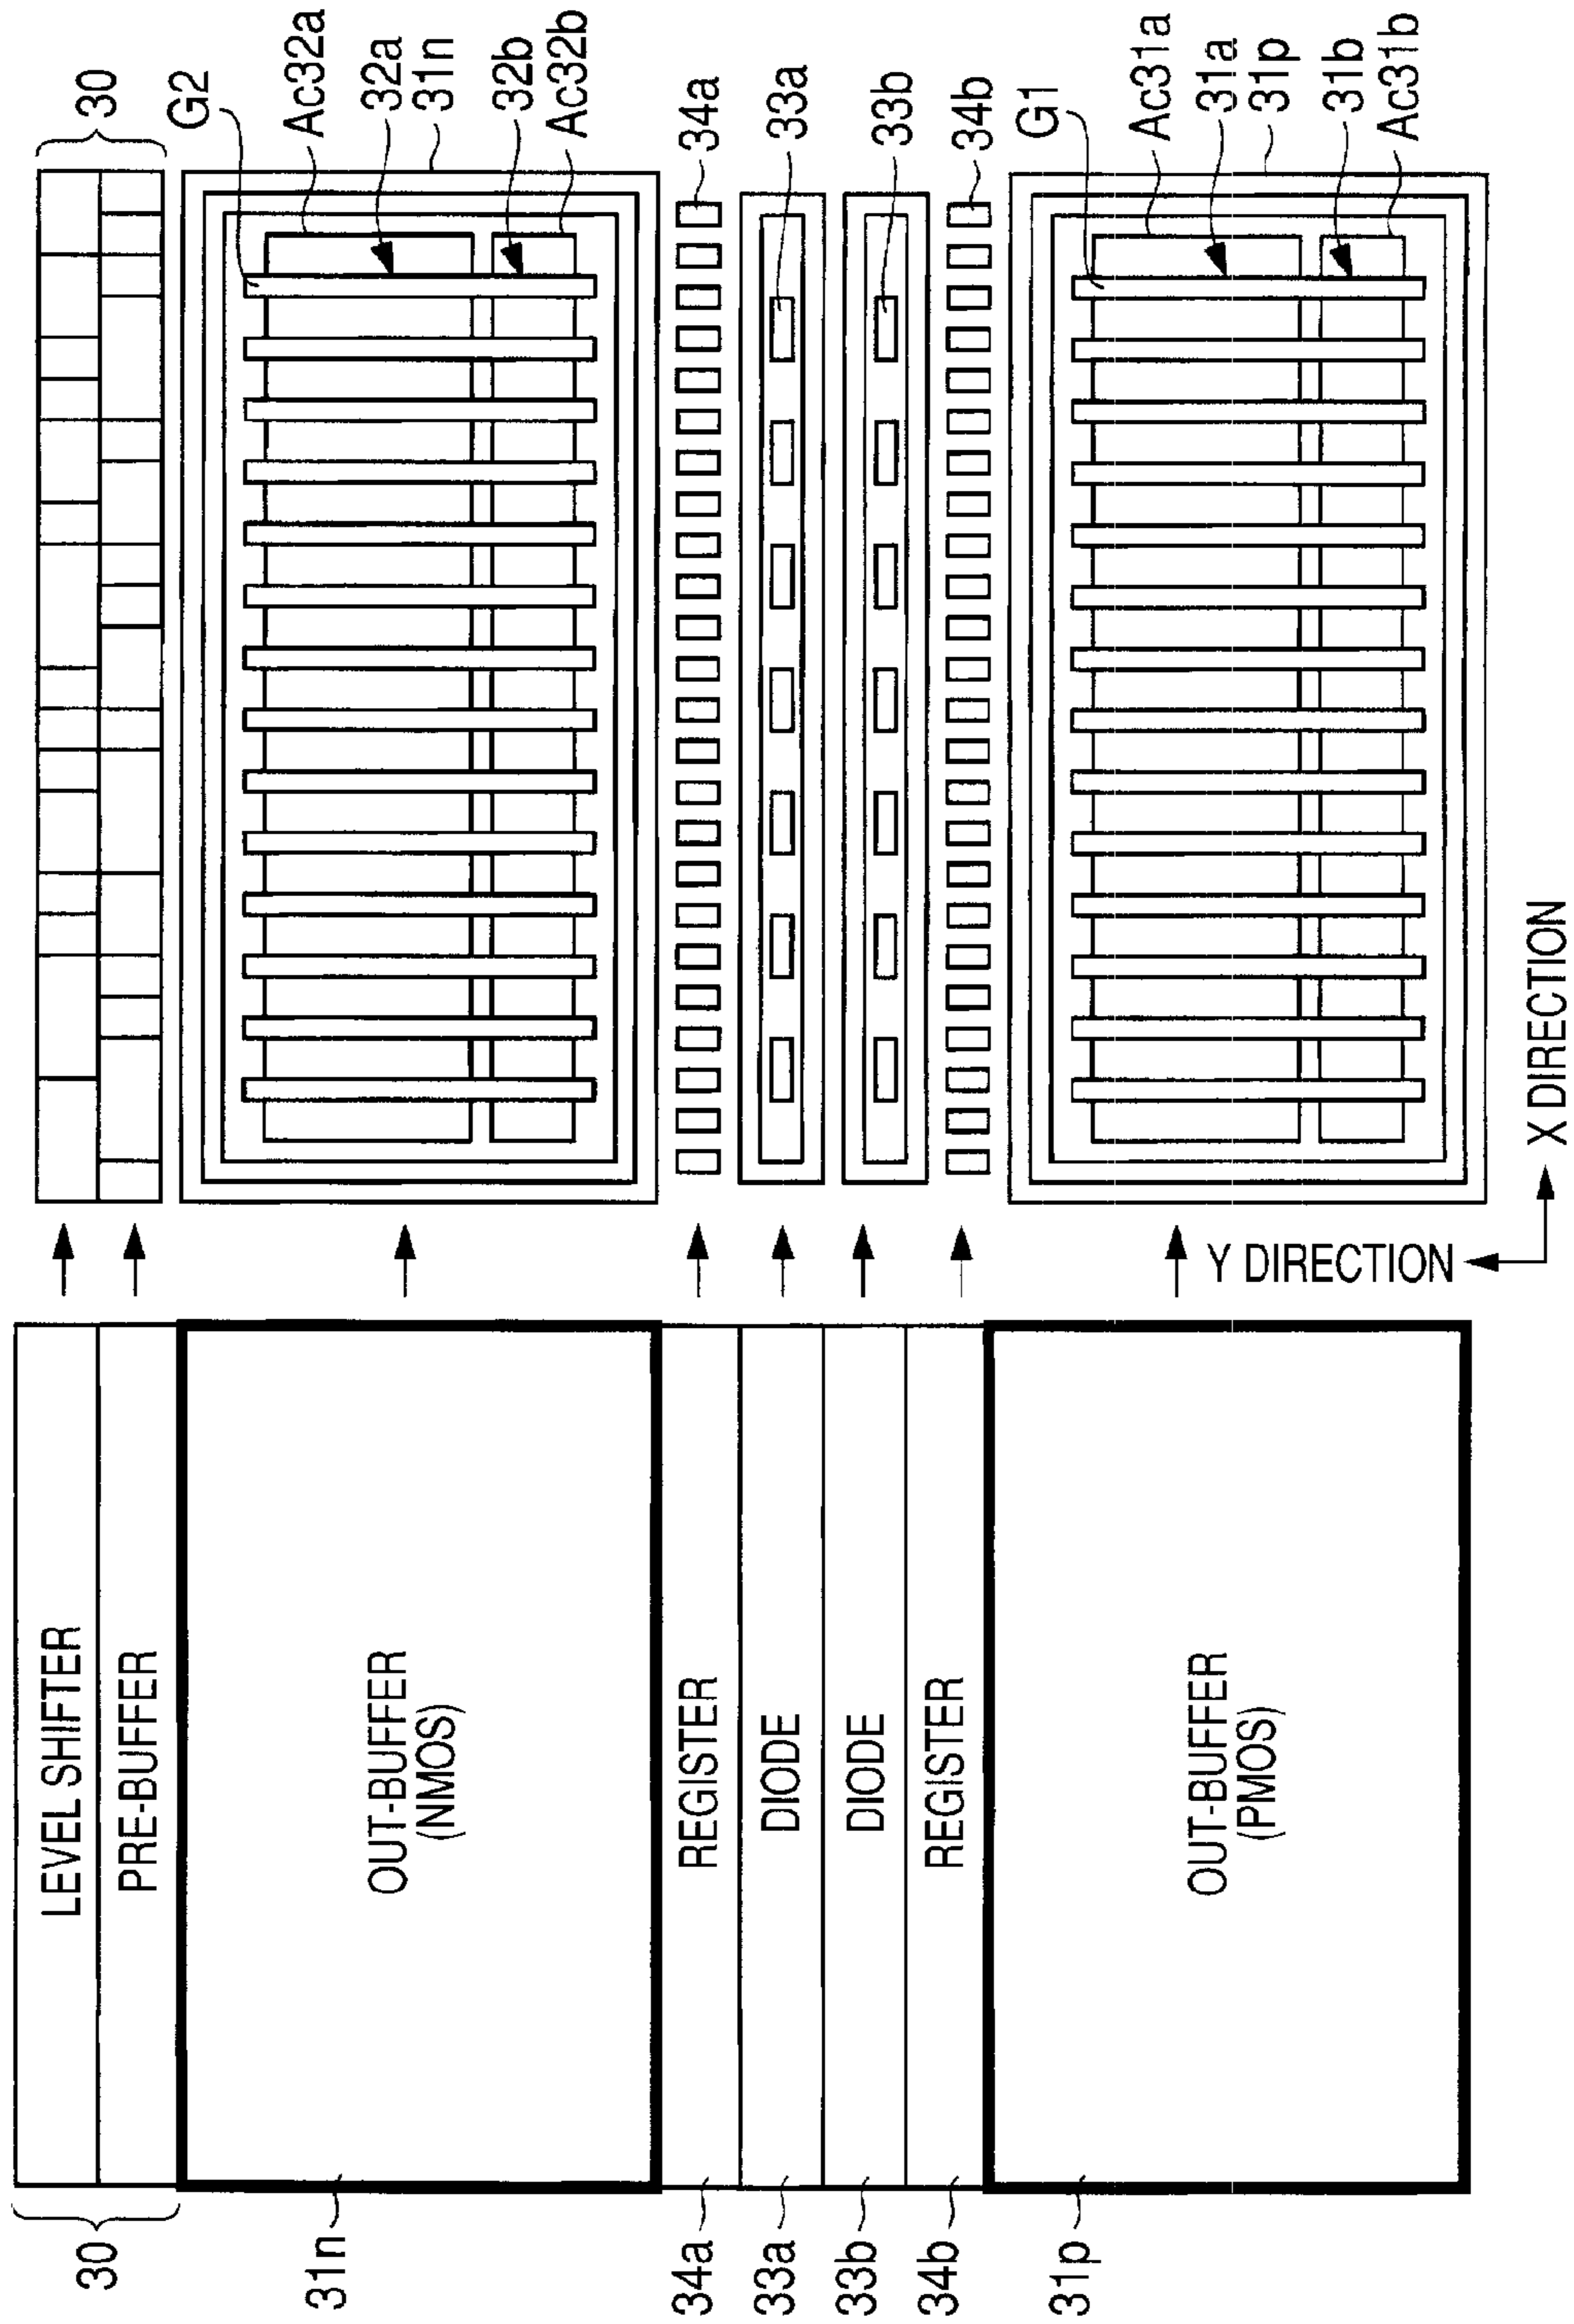 30
LEVEL SHIFTER
PRE-BUFFER
31n
OUT-BUFFER
(NMOS)
34a
REGISTER
33a
DIODE
33b
DIODE
34b
REGISTER
31p
OUT-BUFFER
(PMOS)
30
G2
Ac32a
32a
31n
32b
Ac32b
34a
33a
33b
34b
G1
Ac31a
31a
31p
31b
Ac31b
Y DIRECTION
X DIRECTION